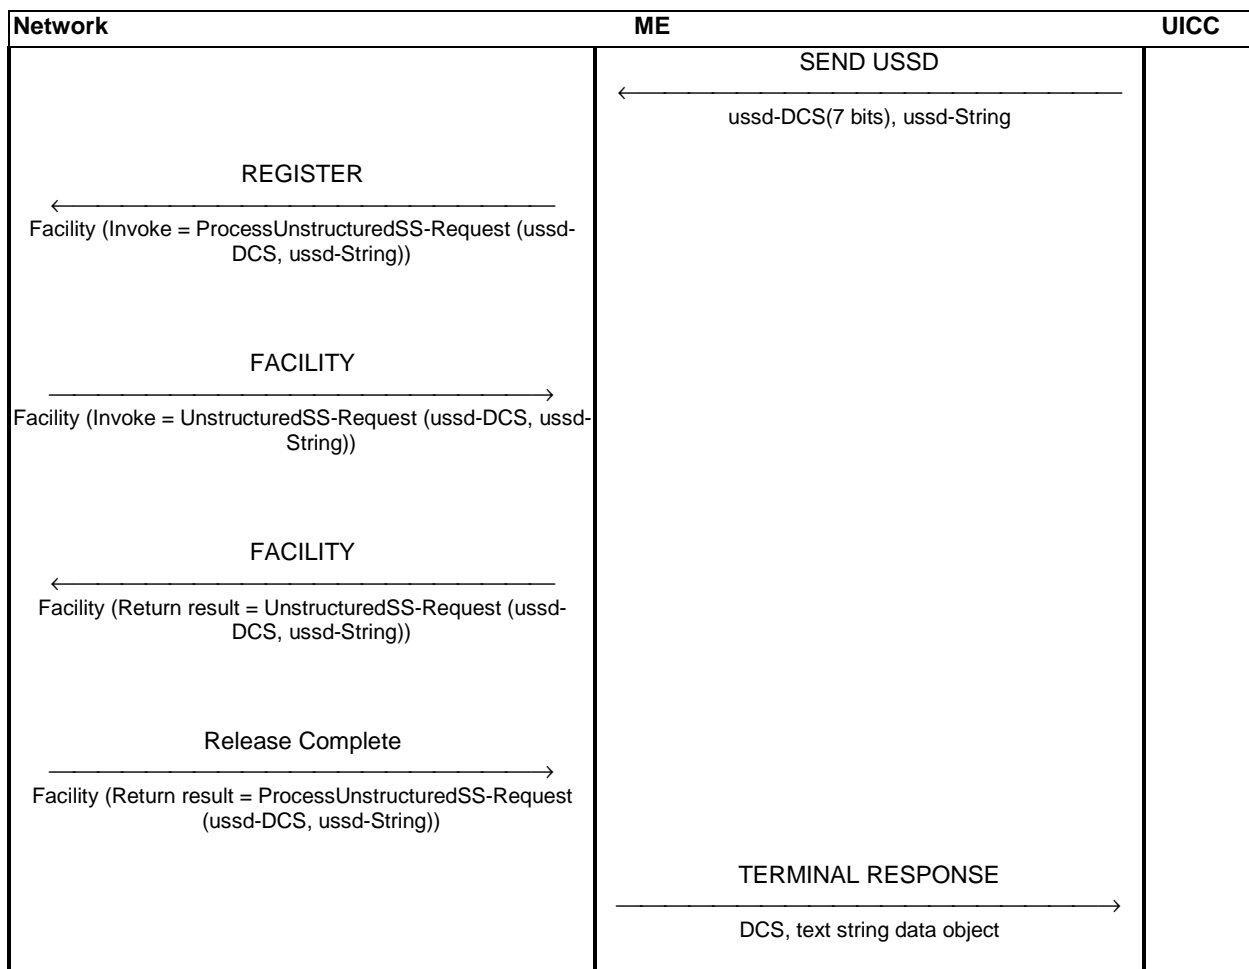 Network ME UICC
SEND USSD
ussd-DCS(7 bits), ussd-String
REGISTER
Facility (Invoke = ProcessUnstructuredSS-Request (ussd-
DCS, ussd-String))
FACILITY
Facility (Invoke = UnstructuredSS-Request (ussd-DCS, ussd-
String))
FACILITY
Facility (Return result = UnstructuredSS-Request (ussd-
DCS, ussd-String))
Release Complete
Facility (Return result = ProcessUnstructuredSS-Request
(ussd-DCS, ussd-String))
TERMINAL RESPONSE
DCS, text string data object